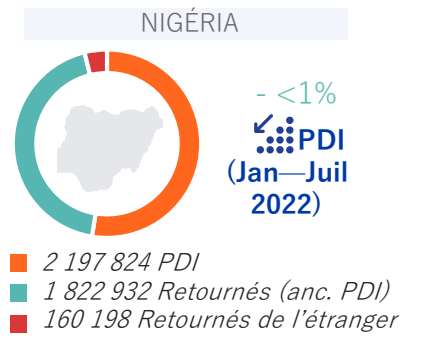 NIGÉRIA
- <1%
PDI
(Jan—Juil
2022)
2 197 824 PDI
1 822 932 Retournés (anc. PDI)
160 198 Retournés de l’étranger